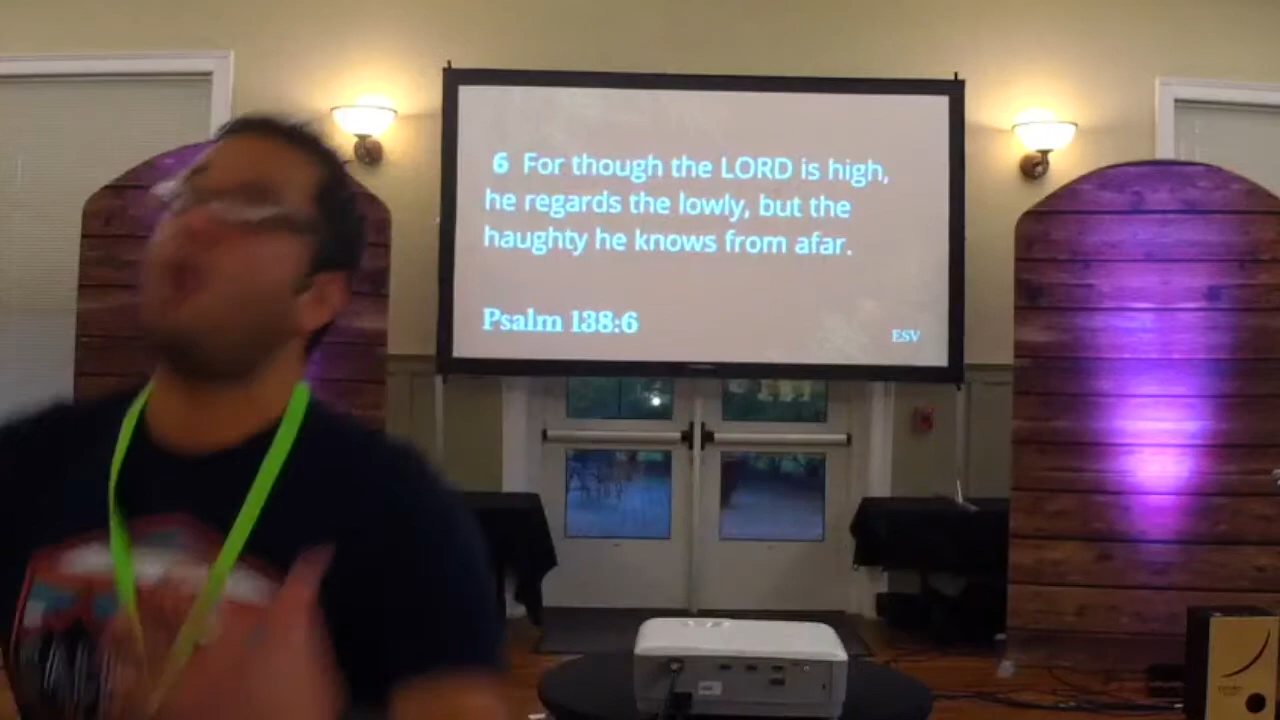 6 For though the LORD is high,
he regards the lowly, but the
haughty he knows from afar.
Psalm 138:6
ESV